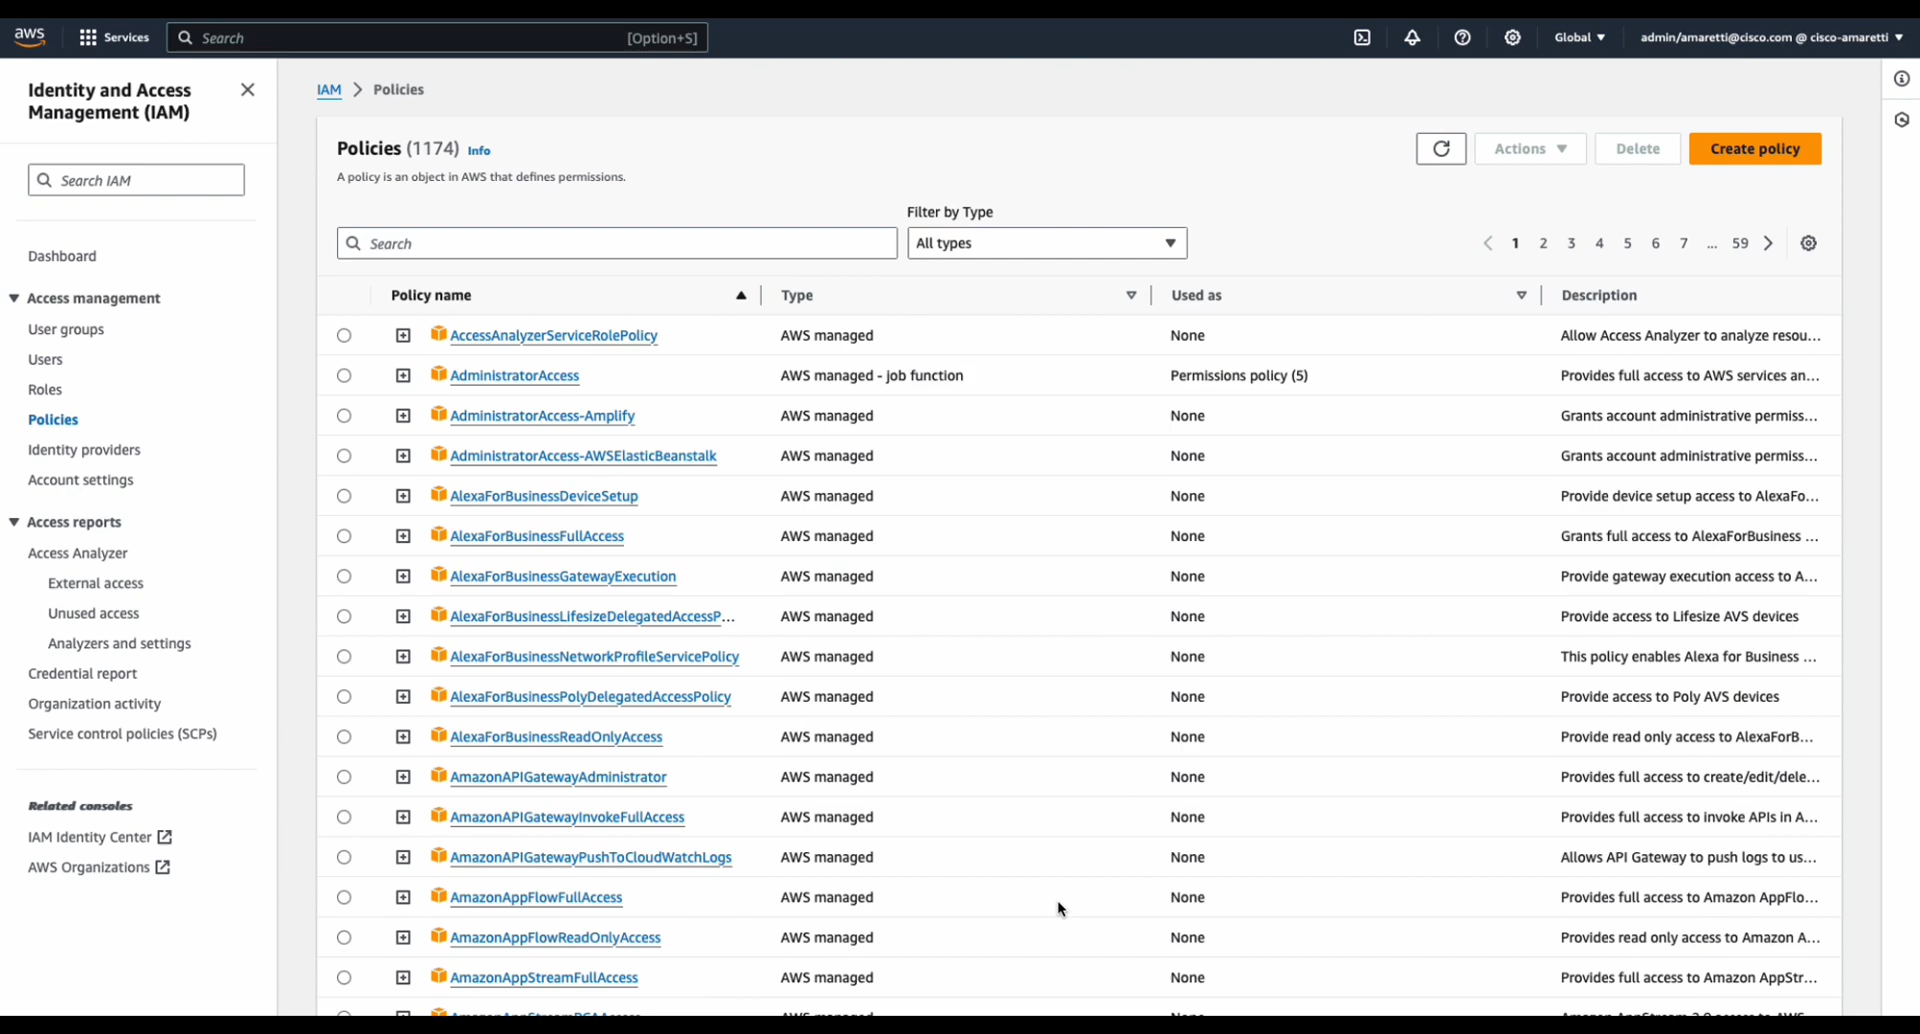 aws Services Search [Option+S] Global admin/amaretti@cisco.com @ cisco-amaretti
Identity and Access
Management (IAM)
Search IAM
Dashboard
Access management
User groups
Users
Roles
Policies
Identity providers
Account settings
Access reports
Access Analyzer
External access
Unused access
Analyzers and settings
Credential report
Organization activity
Service control policies (SCPs)
Related consoles
IAM Identity Center
AWS Organizations
IAM > Policies
Policies (1174) Info
Actions Delete Create policy
A policy is an object in AWS that defines permissions.
Filter by Type
Search All types 1 2 3 4 5 6 7 ... 59
Policy name Type Used as Description
AccessAnalyzerServiceRolePolicy AWS managed None Allow Access Analyzer to analyze resou...
AdministratorAccess AWS managed - job function Permissions policy (5) Provides full access to AWS services an...
AdministratorAccess-Amplify AWS managed None Grants account administrative permiss...
AdministratorAccess-AWSElasticBeanstalk AWS managed None Grants account administrative permiss...
AlexaForBusinessDeviceSetup AWS managed None Provide device setup access to AlexaFo...
AlexaForBusinessFullAccess AWS managed None Grants full access to AlexaForBusiness ...
AlexaForBusinessGatewayExecution AWS managed None Provide gateway execution access to A...
AlexaForBusinessLifesizeDelegatedAccessP... AWS managed None Provide access to Lifesize AVS devices
AlexaForBusinessNetworkProfileServicePolicy AWS managed None This policy enables Alexa for Business ...
AlexaForBusinessPolyDelegatedAccessPolicy AWS managed None Provide access to Poly AVS devices
AlexaForBusinessReadOnlyAccess AWS managed None Provide read only access to AlexaForB...
AmazonAPIGatewayAdministrator AWS managed None Provides full access to create/edit/dele...
AmazonAPIGatewayInvokeFullAccess AWS managed None Provides full access to invoke APIs in A...
AmazonAPIGatewayPushToCloudWatchLogs AWS managed None Allows API Gateway to push logs to us...
AmazonAppFlowFullAccess AWS managed None Provides full access to Amazon AppFlo...
AmazonAppFlowReadOnlyAccess AWS managed None Provides read only access to Amazon A...
AmazonAppStreamFullAccess AWS managed None Provides full access to Amazon AppStr...